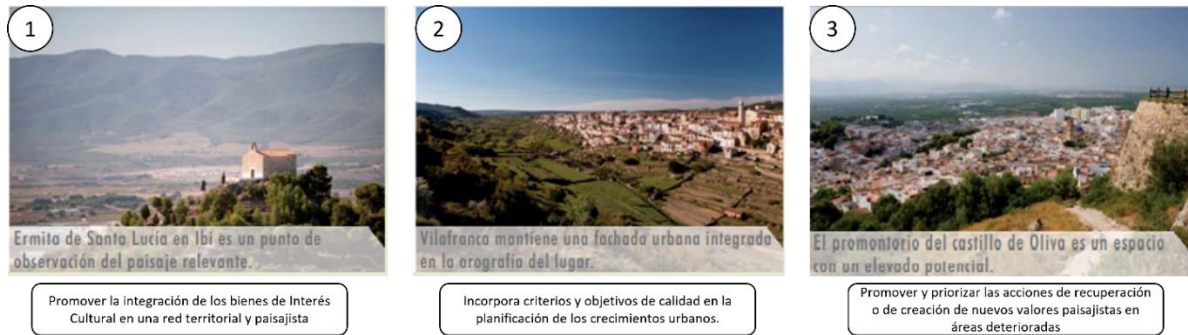 1
Ermita de Santa Lucia en Ibi es un punto de
observación del paisaje relevante.
Promover la integración de los bienes de Interés
Cultural en una red territorial y paisajista
2
Vilafranca mantiene una fachada urbana integrada
en la orografía del lugar.
Incorpora criterios y objetivos de calidad en la
planificación de los crecimientos urbanos.
3
El promontorio del castillo de Oliva es un espacio
con un elevado potencial.
Promover y priorizar las acciones de recuperación
o de creación de nuevos valores paisajistas en
áreas deterioradas